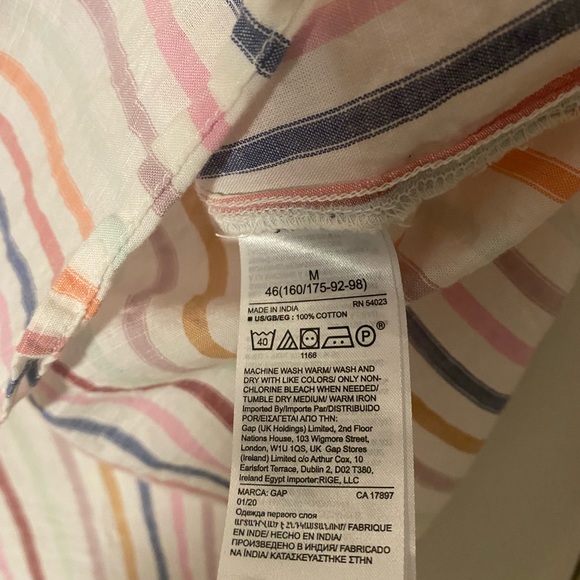 M
46(160/175-92-98)
MADE IN INDIA RN 54023
■ US/GB/EG : 100% COTTON
40 P®
1166
MACHINE WASH WARM/ WASH AND
DRY WITH LIKE COLORS/ ONLY NON-
CHLORINE BLEACH WHEN NEEDED/
TUMBLE DRY MEDIUM/ WARM IRON
Imported By/Importe Par/DISTRIBUIDO
POR/ΕΙΣΑΓΕΤΑΙ ΑΠΟ ΤΗΝ:
Gap (UK Holdings) Limited, 2nd Floor
Nations House, 103 Wigmore Street,
London, W1U 1QS, UK Gap Stores
(Ireland) Limited c/o Arthur Cox, 10
Earlsfort Terrace, Dublin 2, D02 T380,
Ireland Egypt Importer:RIGE, LLC
MARCA: GAP CA 17897
01/20
Одежда первого слоя
ԱՐՏԱԴՐՎԱԾ Է ՀՆԴԿԱՍՏԱՆՈՒՄ/ FABRIQUE
EN INDE/ HECHO EN INDIA/
ПРОИЗВЕДЕНО В ИНДИИ/ FABRICADO
NA ÍNDIA/ ΚΑΤΑΣΚΕΥΑΣΤΗΚΕ ΣΤΗ